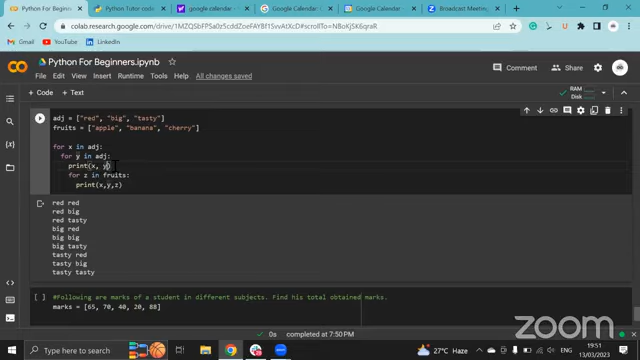 Python For Beginners.ipynb
Python Tutor codi
google calendar
Google Calendar
Google Calendar
Broadcast Meetin
colab.research.google.com/drive/1MZQSbFPSa0z5cddZoeFAYBf1SvvAtXCd#scrollTo=
Gmail
YouTube
LinkedIn
Python For Beginners.ipynb
File Edit View Insert Runtime Tools Help All changes saved
Comment
Share
+ Code + Text
RAM
Disk
adj = ["red", "big", "tasty"]
fruits = ["apple", "banana", "cherry"]
for x in adj:
for y in adj:
print(x, y)
for z in fruits:
print(x,y,z)
red red
red big
red tasty
big red
big big
big tasty
tasty red
tasty big
tasty tasty
[ ] #Following are marks of a student in different subjects. Find his total obtained marks.
marks = [65, 70, 40, 20, 88]
0s completed at 7:50 PM
zoom
Type here to search
27°C Haze
ENG
19:51
13/03/2023